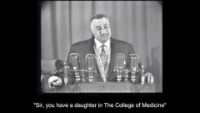 "Sir, you have a daughter in The College of Medicine"